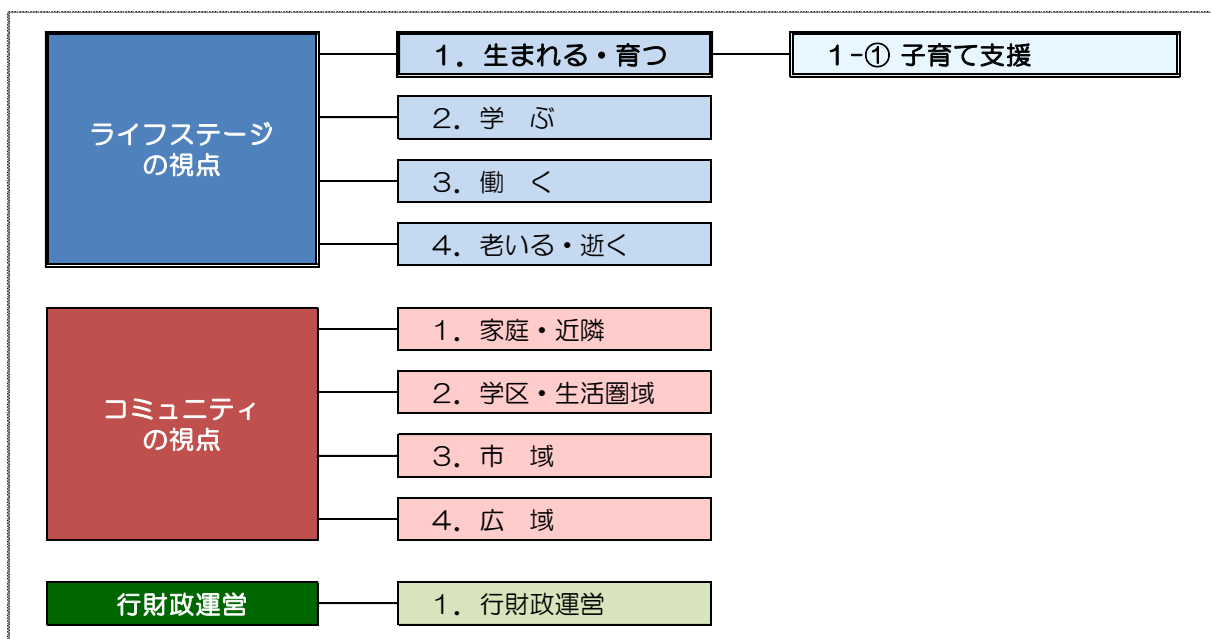 ライフステージ
の視点
1．生まれる・育つ
1-① 子育て支援
2．学　ぶ
3．働　く
4．老いる・逝く
コミュニティ
の視点
1．家庭・近隣
2．学区・生活圏域
3．市　域
4．広　域
行財政運営
1．行財政運営